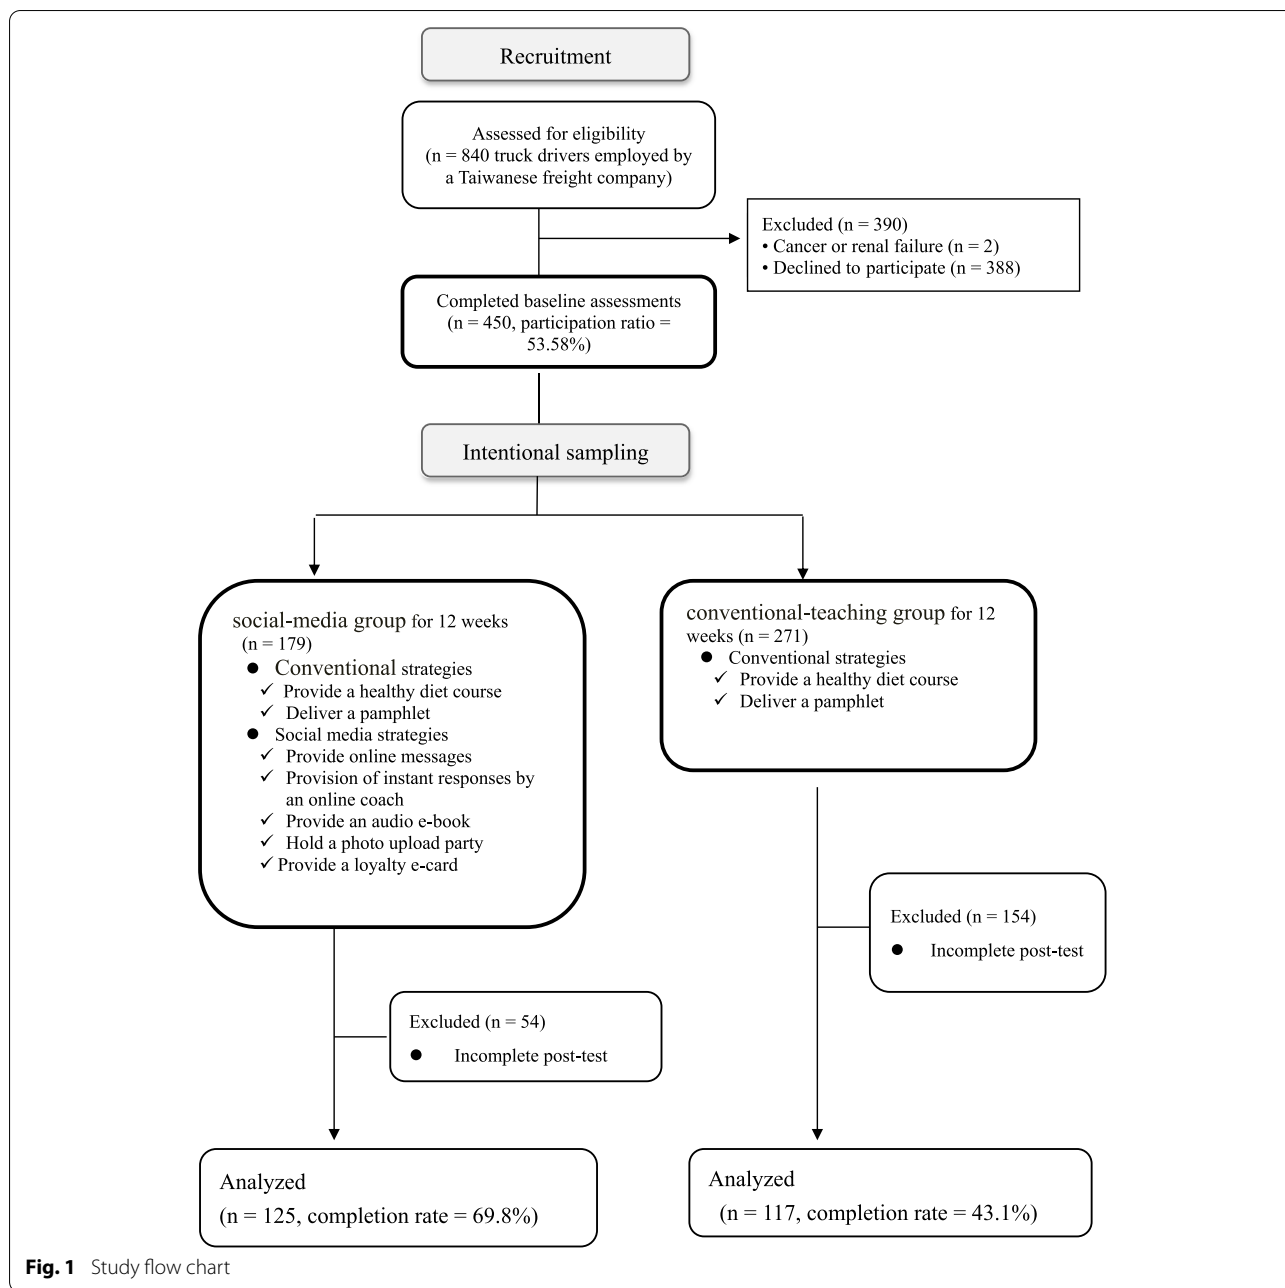 Recruitment
Assessed for eligibility
(n = 840 truck drivers employed by
a Taiwanese freight company)
Excluded (n = 390)
• Cancer or renal failure (n = 2)
• Declined to participate (n = 388)
Completed baseline assessments
(n = 450, participation ratio =
53.58%)
Intentional sampling
social-media group for 12 weeks
(n = 179)
● Conventional strategies
✓ Provide a healthy diet course
✓ Deliver a pamphlet
● Social media strategies
✓ Provide online messages
✓ Provision of instant responses by
an online coach
✓ Provide an audio e-book
✓ Hold a photo upload party
✓ Provide a loyalty e-card
conventional-teaching group for 12
weeks (n = 271)
● Conventional strategies
✓ Provide a healthy diet course
✓ Deliver a pamphlet
Excluded (n = 154)
● Incomplete post-test
Excluded (n = 54)
● Incomplete post-test
Analyzed
(n = 125, completion rate = 69.8%)
Analyzed
(n = 117, completion rate = 43.1%)
Fig. 1 Study flow chart